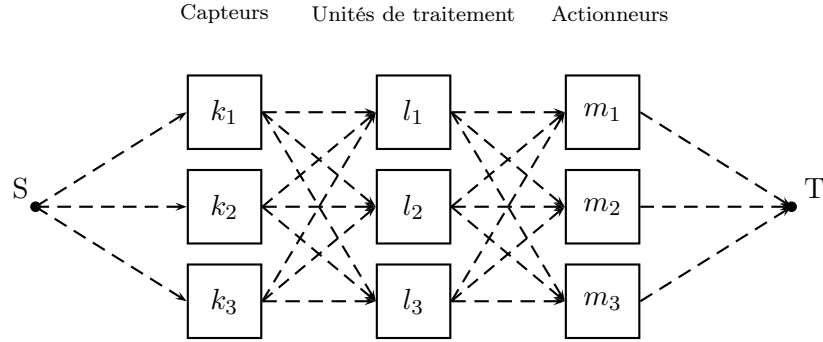 Capteurs Unités de traitement Actionneurs
k1 l1 m1
S k2 l2 m2 T
k3 l3 m3